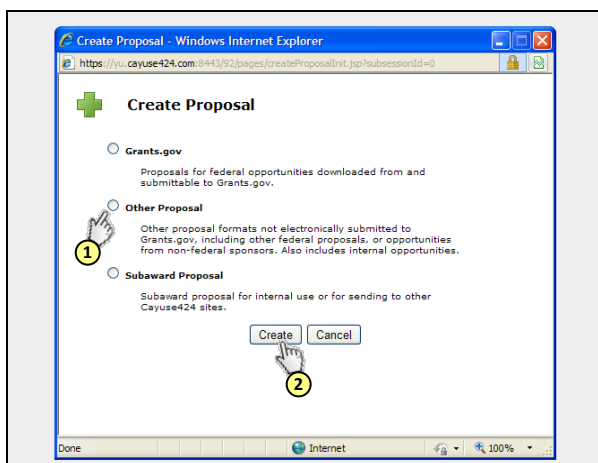 Create Proposal - Windows Internet Explorer
https://yu.cayuse424.com:8443/92/pages/createProposalInit.jsp?subsessionId=0
Create Proposal
Grants.gov
Proposals for federal opportunities downloaded from and
submittable to Grants.gov.
Other Proposal
Other proposal formats not electronically submitted to
Grants.gov, including other federal proposals, or opportunities
from non-federal sponsors. Also includes internal opportunities.
1
Subaward Proposal
Subaward proposal for internal use or for sending to other
Cayuse424 sites.
Create Cancel
2
Done Internet 100%